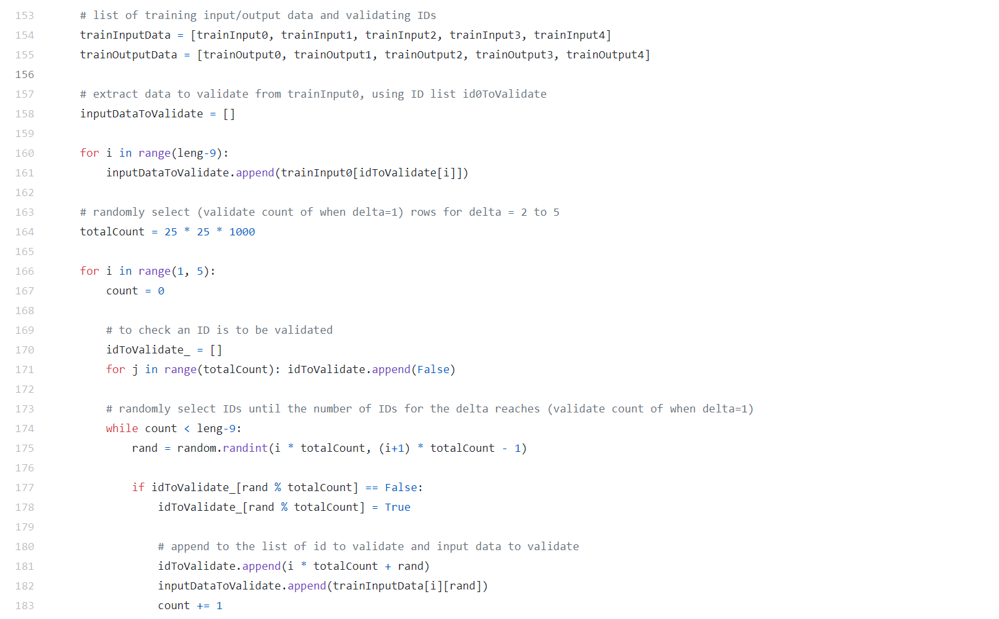 153 # list of training input/output data and validating IDs
154 trainInputData = [trainInput0, trainInput1, trainInput2, trainInput3, trainInput4]
155 trainOutputData = [trainOutput0, trainOutput1, trainOutput2, trainOutput3, trainOutput4]
156
157 # extract data to validate from trainInput0, using ID list id0ToValidate
158 inputDataToValidate = []
159
160 for i in range(leng-9):
161 inputDataToValidate.append(trainInput0[idToValidate[i]])
162
163 # randomly select (validate count of when delta=1) rows for delta = 2 to 5
164 totalCount = 25 * 25 * 1000
165
166 for i in range(1, 5):
167 count = 0
168
169 # to check an ID is to be validated
170 idToValidate_ = []
171 for j in range(totalCount): idToValidate.append(False)
172
173 # randomly select IDs until the number of IDs for the delta reaches (validate count of when delta=1)
174 while count < leng-9:
175 rand = random.randint(i * totalCount, (i+1) * totalCount - 1)
176
177 if idToValidate_[rand % totalCount] == False:
178 idToValidate_[rand % totalCount] = True
179
180 # append to the list of id to validate and input data to validate
181 idToValidate.append(i * totalCount + rand)
182 inputDataToValidate.append(trainInputData[i][rand])
183 count += 1